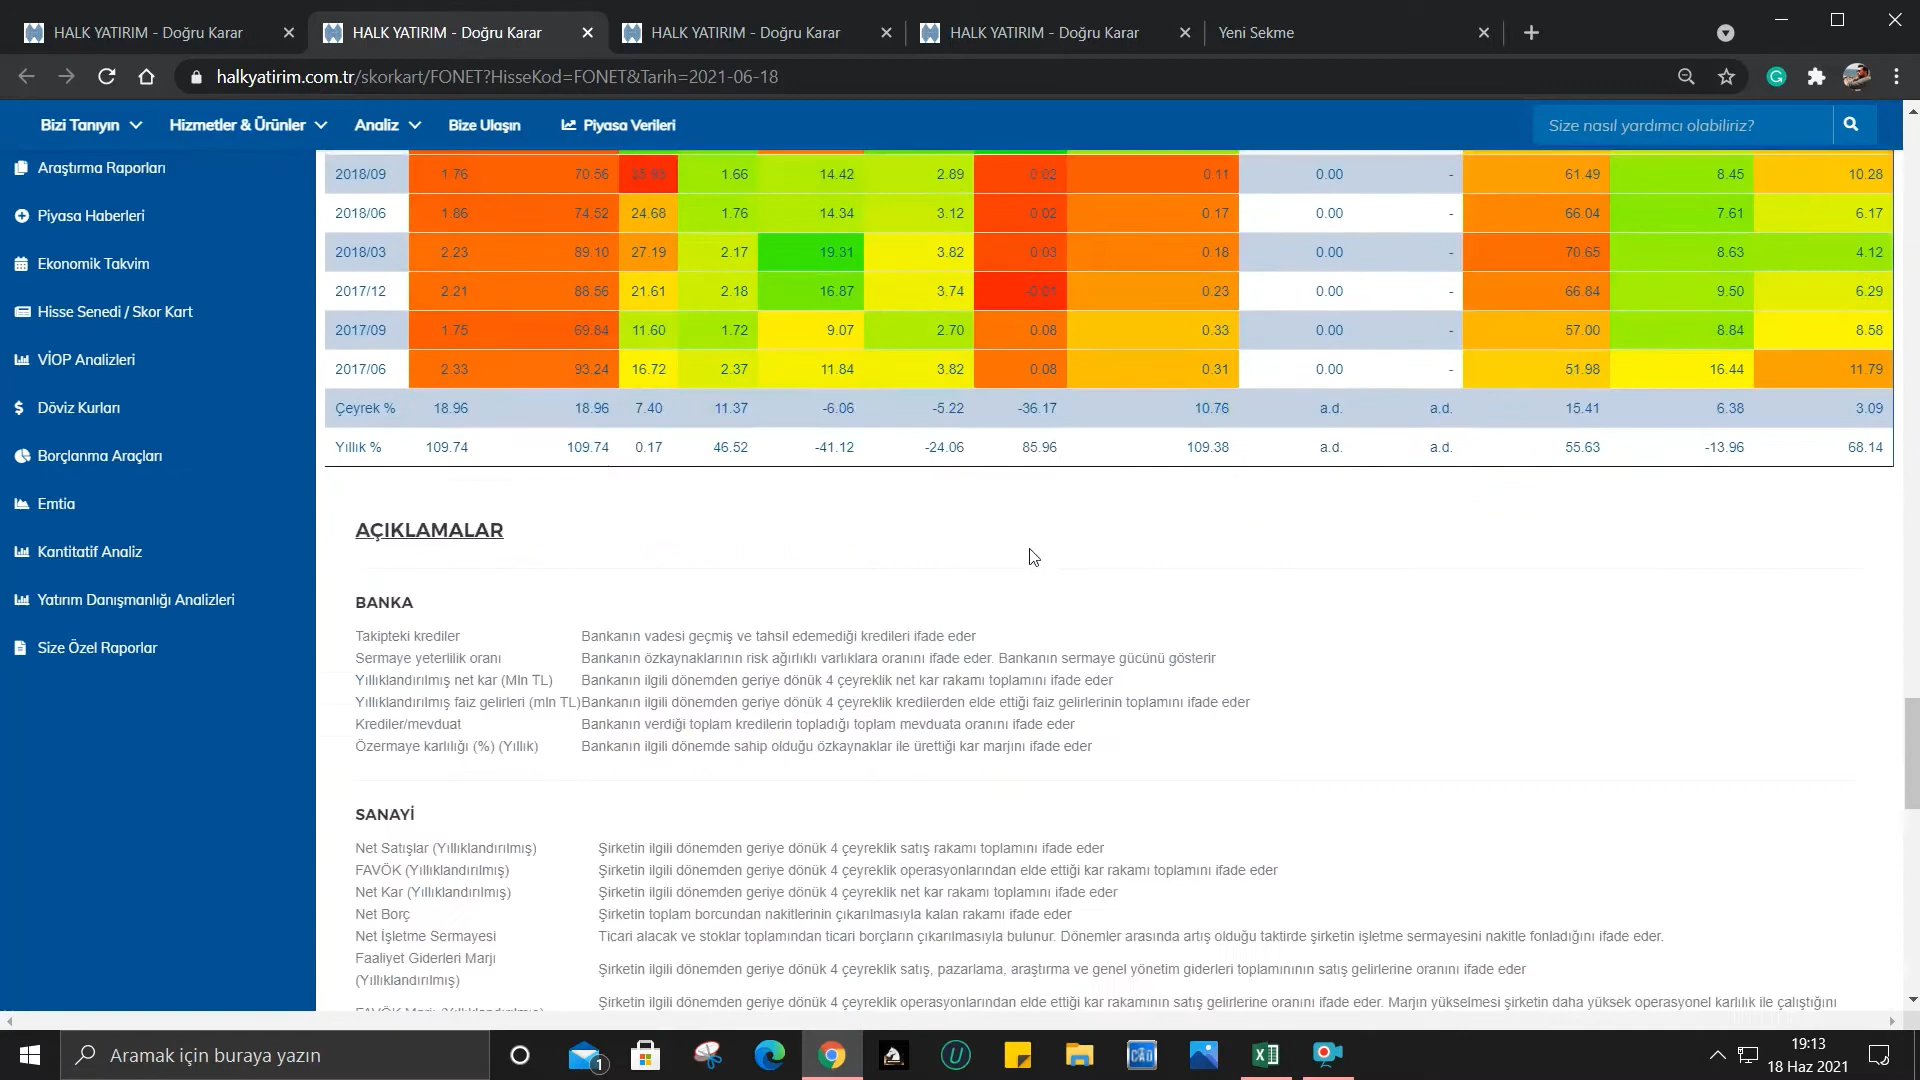 HALK YATIRIM - Doğru Karar
HALK YATIRIM - Doğru Karar
HALK YATIRIM - Doğru Karar
HALK YATIRIM - Doğru Karar
Yeni Sekme
halkyatirim.com.tr/skorkart/FONET?HisseKod=FONET&Tarih=2021-06-18
Bizi Tanıyın
Hizmetler & Ürünler
Analiz
Bize Ulaşın
Piyasa Verileri
Size nasıl yardımcı olabiliriz?
Araştırma Raporları
Piyasa Haberleri
Ekonomik Takvim
Hisse Senedi / Skor Kart
VİOP Analizleri
Döviz Kurları
Borçlanma Araçları
Emtia
Kantitatif Analiz
Yatırım Danışmanlığı Analizleri
Size Özel Raporlar
2018/09 1.76 70.56 1.66 14.42 2.89 0.02 0.11 0.00 - 61.49 8.45 10.28
2018/06 1.86 74.52 24.68 1.76 14.34 3.12 0.02 0.17 0.00 - 66.04 7.61 6.17
2018/03 2.23 89.10 27.19 2.17 19.31 3.82 0.03 0.18 0.00 - 70.65 8.63 4.12
2017/12 2.21 88.56 21.61 2.18 16.87 3.74 -0.01 0.23 0.00 - 66.84 9.50 6.29
2017/09 1.75 69.84 11.60 1.72 9.07 2.70 0.08 0.33 0.00 - 57.00 8.84 8.58
2017/06 2.33 93.24 16.72 2.37 11.84 3.82 0.08 0.31 0.00 - 51.98 16.44 11.79
Çeyrek % 18.96 18.96 7.40 11.37 -6.06 -5.22 -36.17 10.76 a.d. a.d. 15.41 6.38 3.09
Yıllık % 109.74 109.74 0.17 46.52 -41.12 -24.06 85.96 109.38 a.d. a.d. 55.63 -13.96 68.14
AÇIKLAMALAR
BANKA
Takipteki krediler Bankanın vadesi geçmiş ve tahsil edemediği kredileri ifade eder
Sermaye yeterlilik oranı Bankanın özkaynaklarının risk ağırlıklı varlıklara oranını ifade eder. Bankanın sermaye gücünü gösterir
Yıllıklandırılmış net kar (Mln TL) Bankanın ilgili dönemden geriye dönük 4 çeyreklik net kar rakamı toplamını ifade eder
Yıllıklandırılmış faiz gelirleri (mln TL) Bankanın ilgili dönemden geriye dönük 4 çeyreklik kredilerden elde ettiği faiz gelirlerinin toplamını ifade eder
Krediler/mevduat Bankanın verdiği toplam kredilerin topladığı toplam mevduata oranını ifade eder
Özermaye karlılığı (%) (Yıllık) Bankanın ilgili dönemde sahip olduğu özkaynaklar ile ürettiği kar marjını ifade eder
SANAYİ
Net Satışlar (Yıllıklandırılmış) Şirketin ilgili dönemden geriye dönük 4 çeyreklik satış rakamı toplamını ifade eder
FAVÖK (Yıllıklandırılmış) Şirketin ilgili dönemden geriye dönük 4 çeyreklik operasyonlarından elde ettiği kar rakamı toplamını ifade eder
Net Kar (Yıllıklandırılmış) Şirketin ilgili dönemden geriye dönük 4 çeyreklik net kar rakamı toplamını ifade eder
Net Borç Şirketin toplam borcundan nakitlerinin çıkarılmasıyla kalan rakamı ifade eder
Net İşletme Sermayesi Ticari alacak ve stoklar toplamından ticari borçların çıkarılmasıyla bulunur. Dönemler arasında artış olduğu taktirde şirketin işletme sermayesini nakitle fonladığını ifade eder.
Faaliyet Giderleri Marjı
(Yıllıklandırılmış) Şirketin ilgili dönemden geriye dönük 4 çeyreklik satış, pazarlama, araştırma ve genel yönetim giderleri toplamınının satış gelirlerine oranını ifade eder
Şirketin ilgili dönemden geriye dönük 4 çeyreklik operasyonlarından elde ettiği kar rakamının satış gelirlerine oranını ifade eder. Marjın yükselmesi şirketin daha yüksek operasyonel karlılık ile çalıştığını
Aramak için buraya yazın
1
CAD
19:13
18 Haz 2021